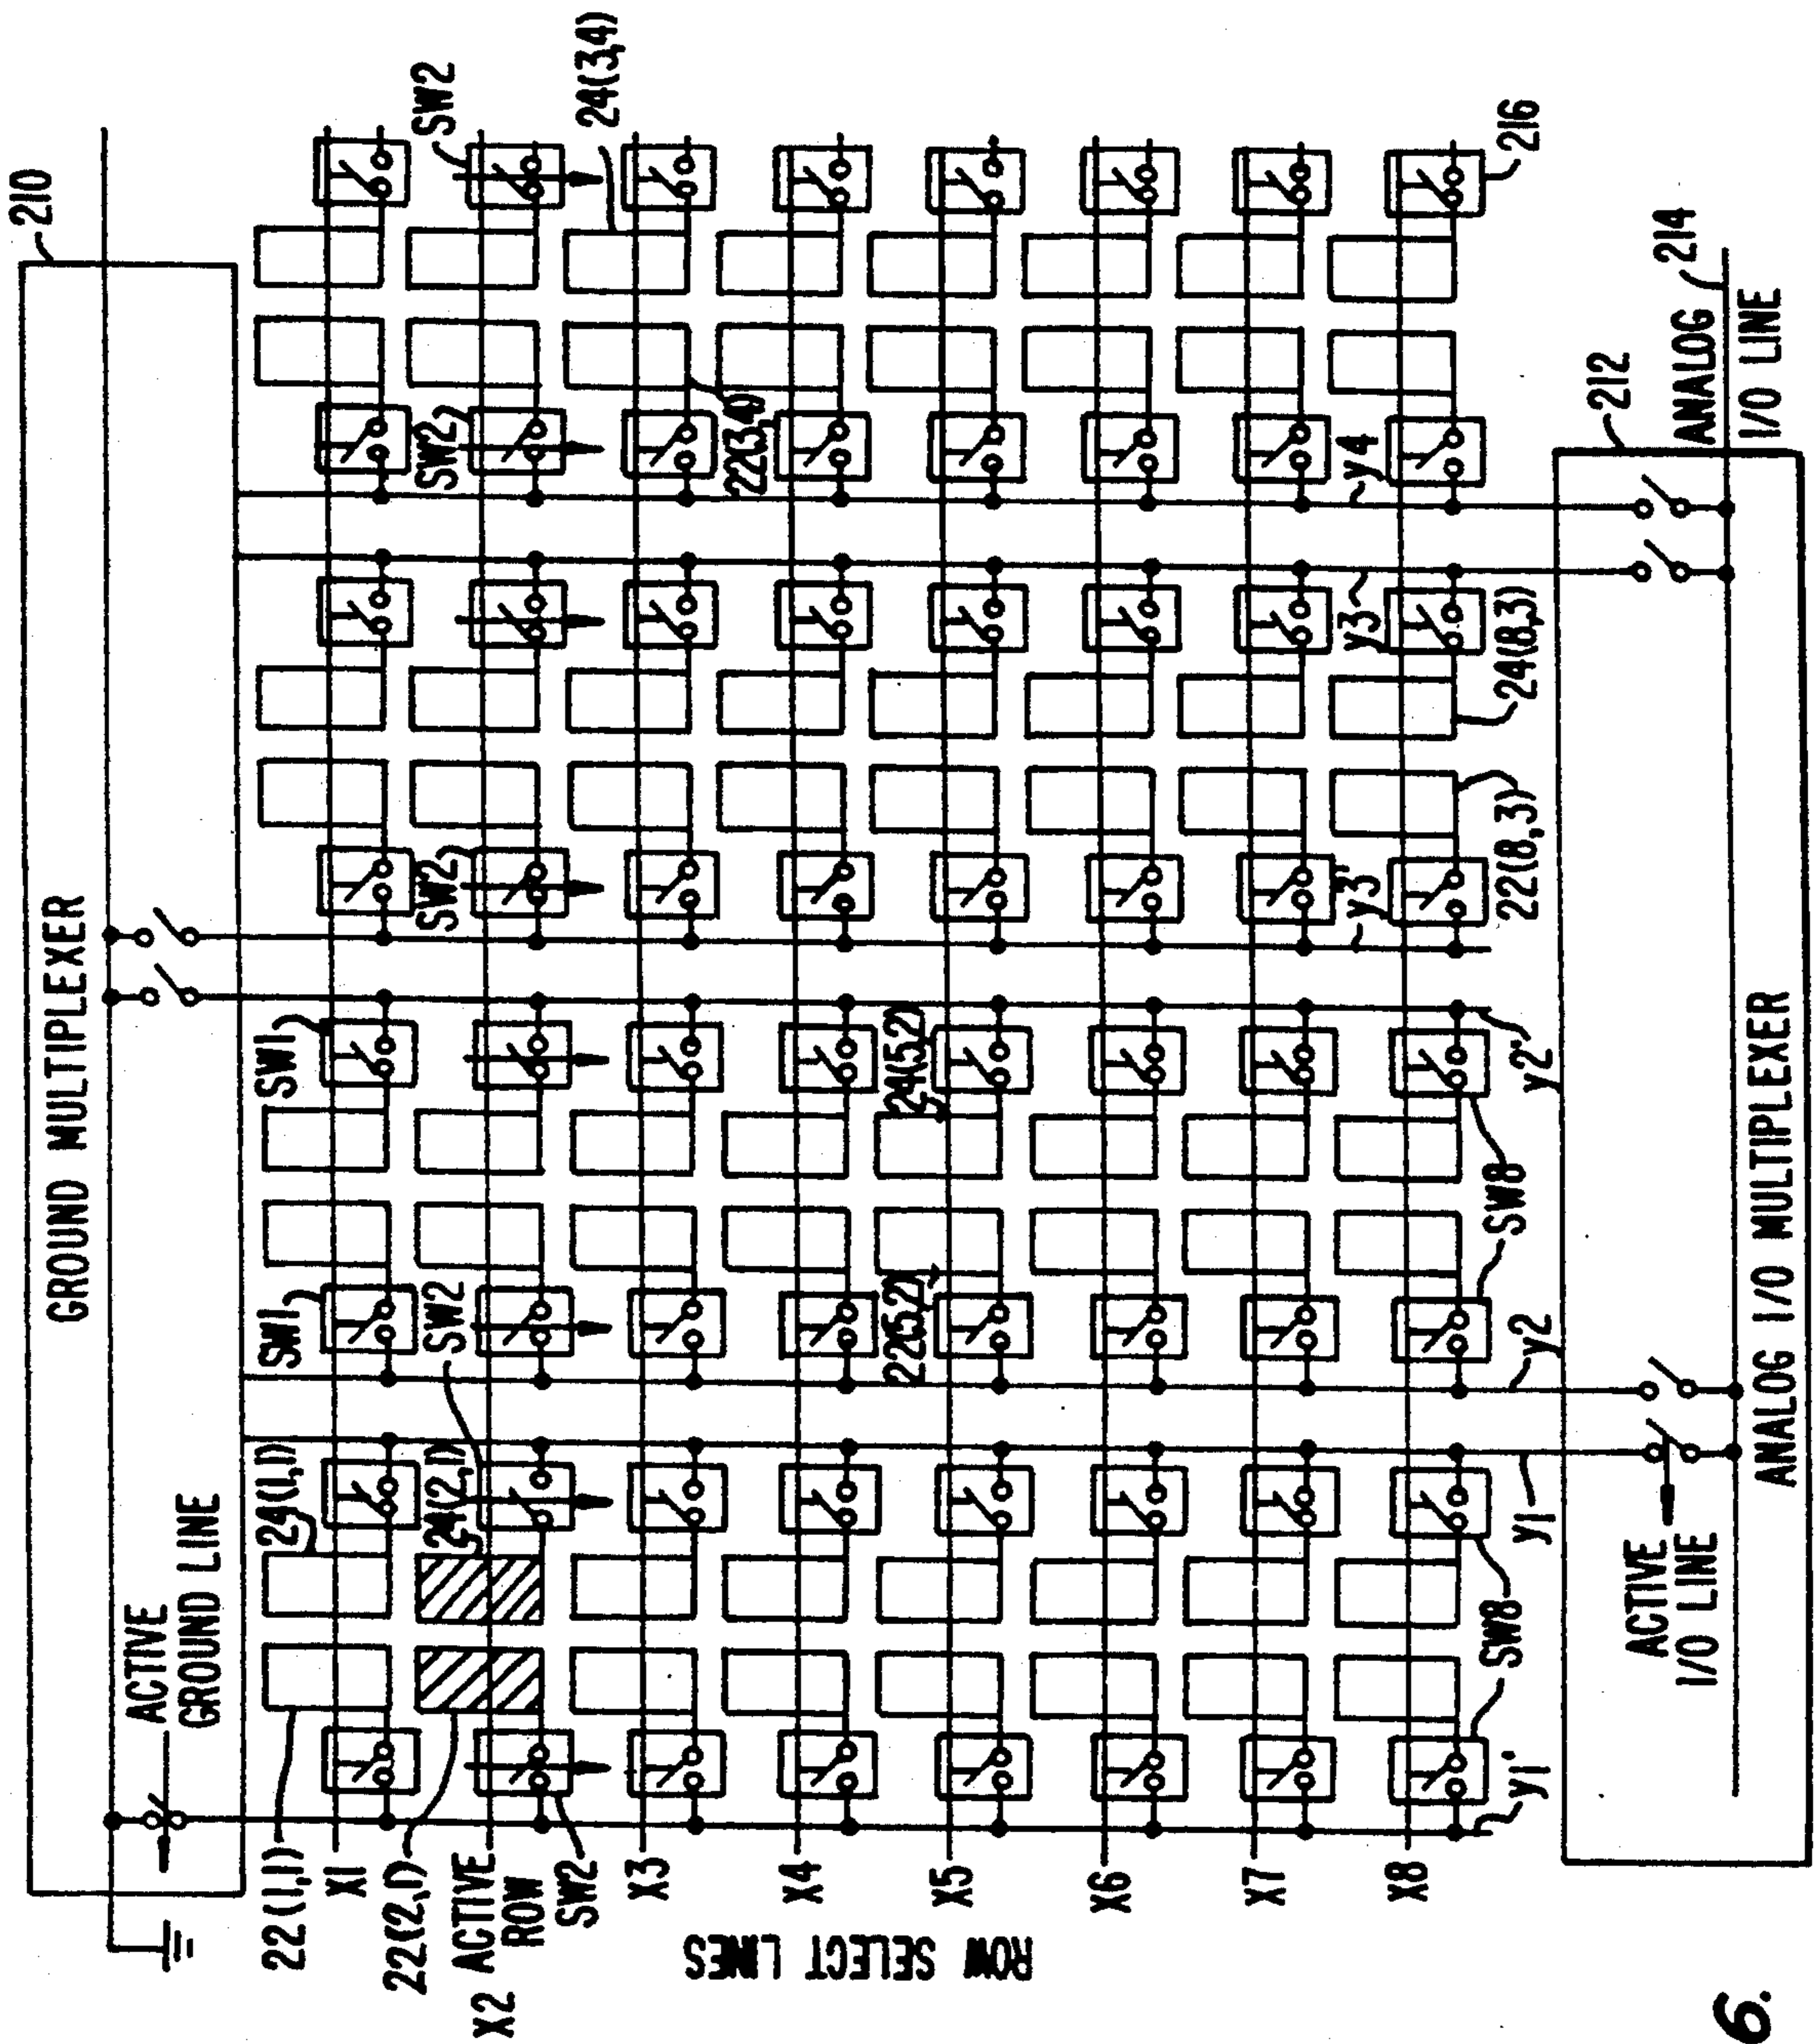 GROUND MULTIPLEXER
210
ACTIVE
GROUND LINE
22(1,1)
24(1,1)
SW1
SW1
X1
22(2,1)
24(2,1)
SW2
SW2
SW2
SW2
X2 ACTIVE
ROW
SW2
24(3,4)
22(3,4)
X3
X4
22(5,2)
24(5,2)
X5
X6
X7
X8
ROW SELECT LINES
y1'
SW8
y1
y2
SW8
y2'
y3'
22(8,3)
24(8,3)
y3
y4
216
212
ACTIVE
I/O LINE
ANALOG I/O MULTIPLEXER
214
ANALOG
I/O LINE
6.